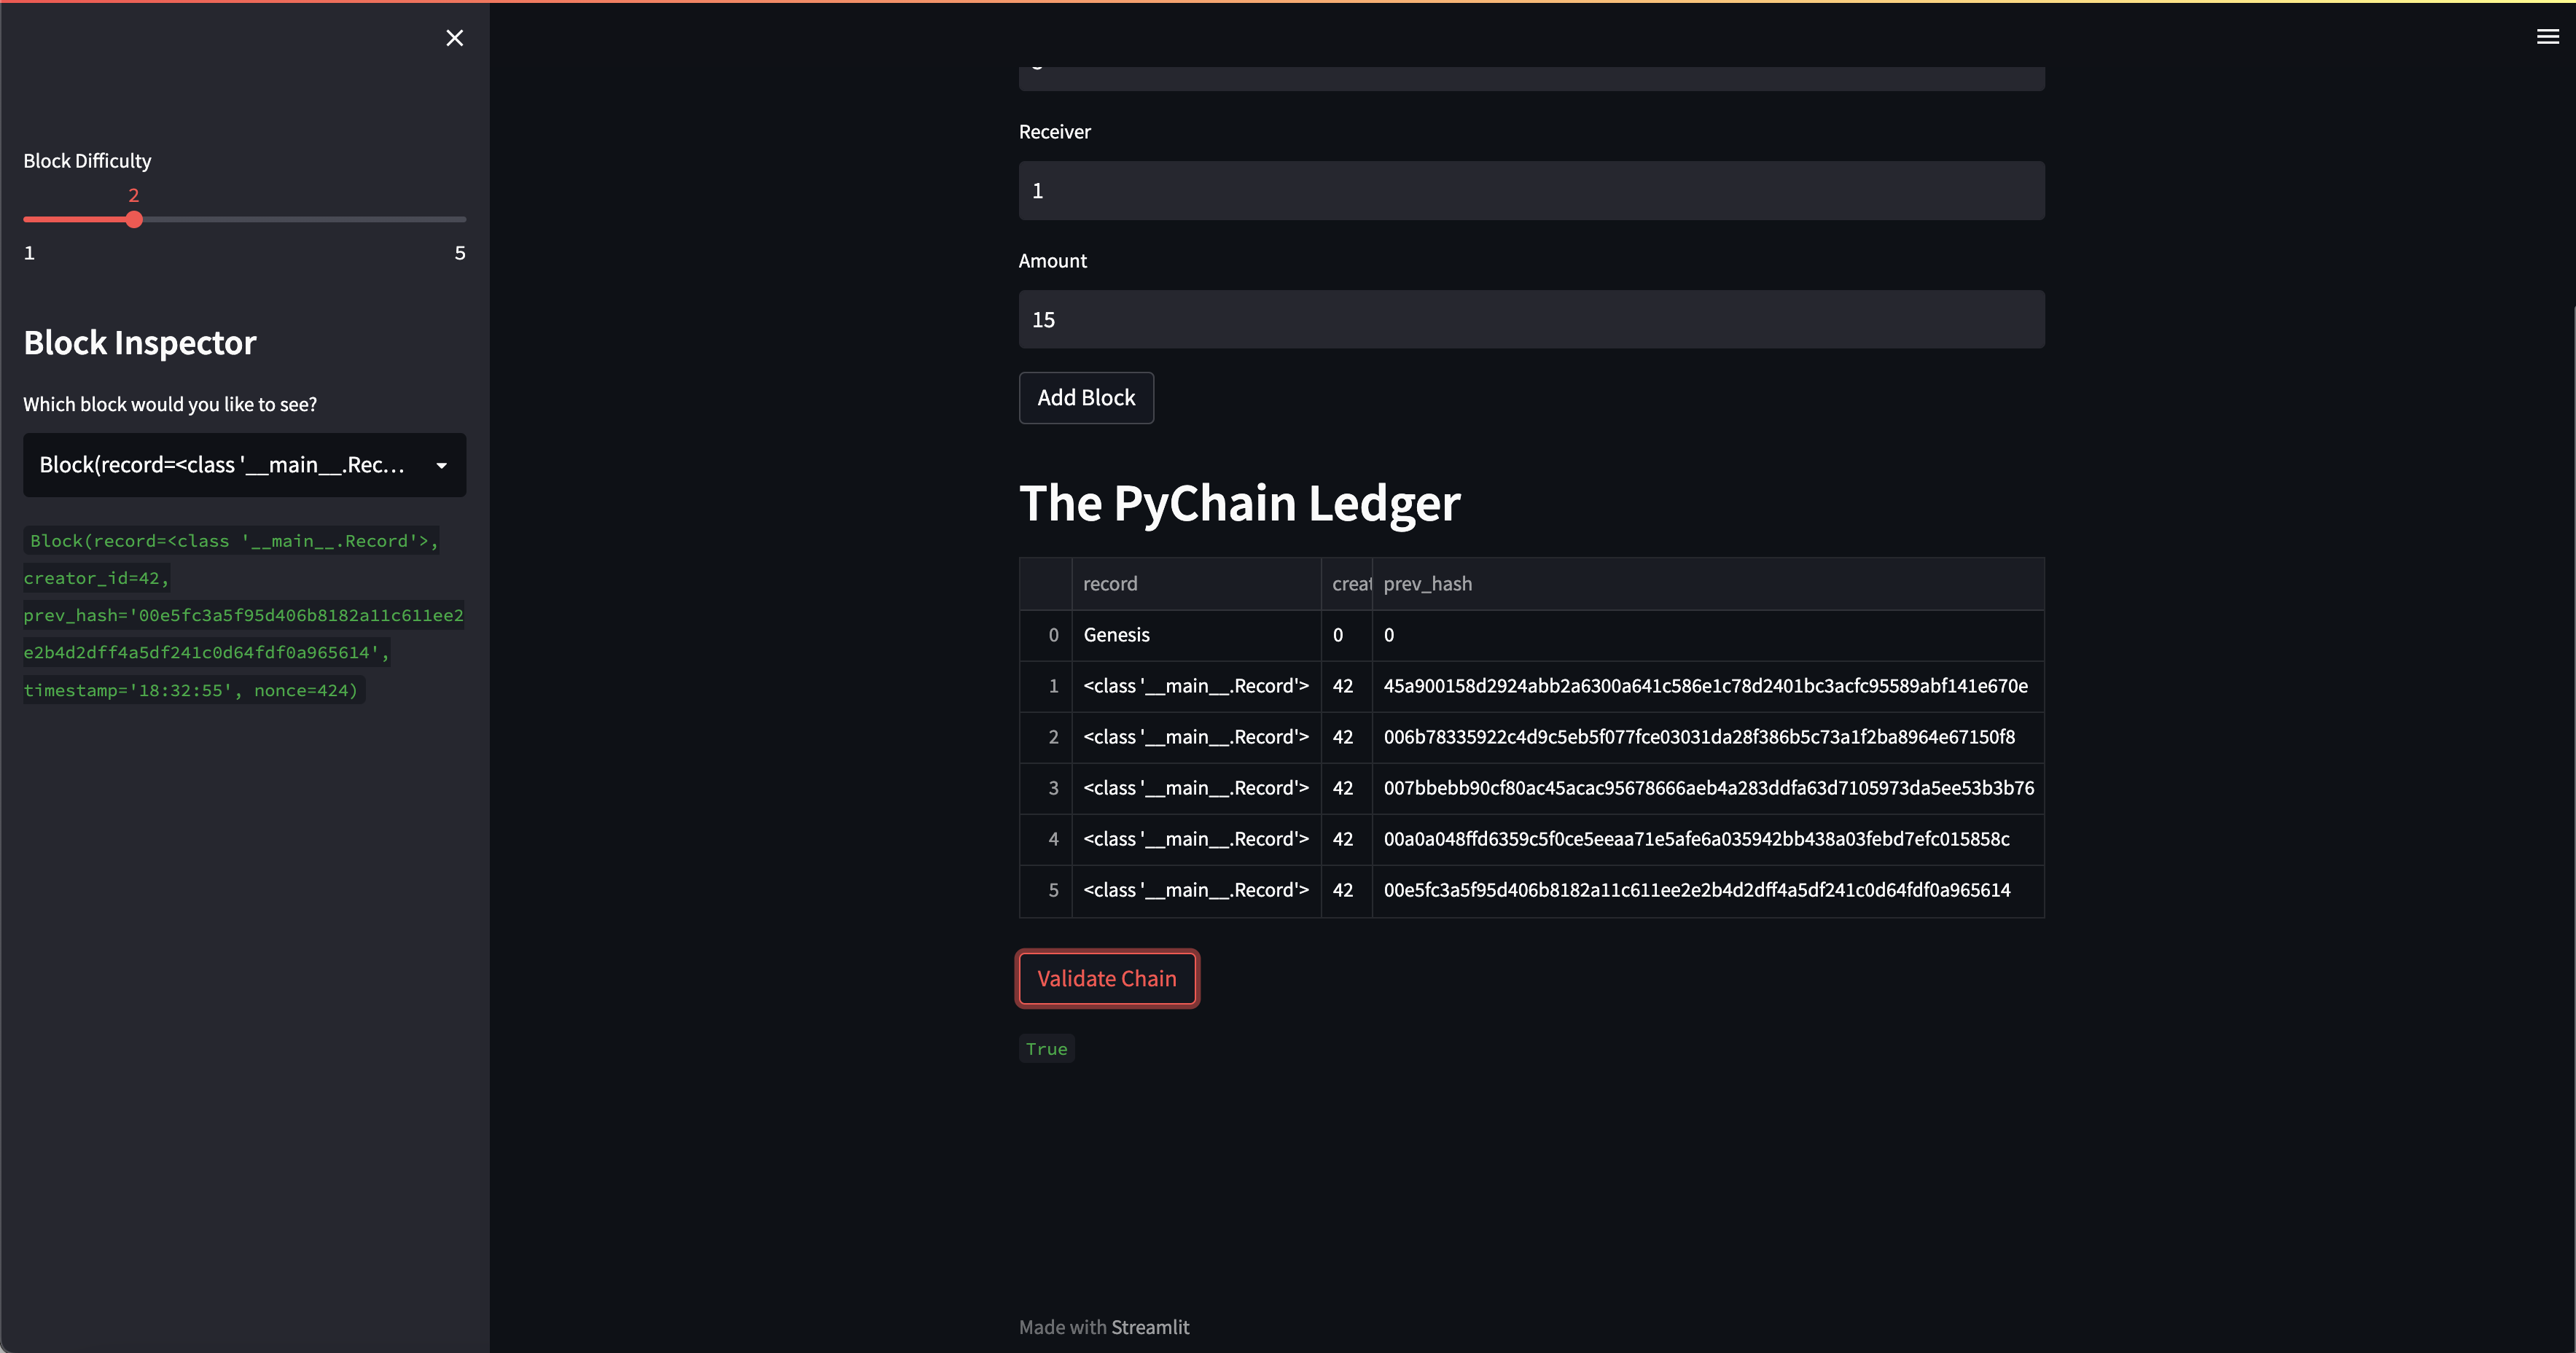 Block Difficulty
2
1 5
Block Inspector
Which block would you like to see?
Block(record=<class '__main__.Rec...
Block(record=<class '__main__.Record'>,
creator_id=42,
prev_hash='00e5fc3a5f95d406b8182a11c611ee2
e2b4d2dff4a5df241c0d64fdf0a965614',
timestamp='18:32:55', nonce=424)
Receiver
1
Amount
15
Add Block
The PyChain Ledger
record creat prev_hash
0 Genesis 0 0
1 <class '__main__.Record'> 42 45a900158d2924abb2a6300a641c586e1c78d2401bc3acfc95589abf141e670e
2 <class '__main__.Record'> 42 006b78335922c4d9c5eb5f077fce03031da28f386b5c73a1f2ba8964e67150f8
3 <class '__main__.Record'> 42 007bbebb90cf80ac45acac95678666aeb4a283ddfa63d7105973da5ee53b3b76
4 <class '__main__.Record'> 42 00a0a048ffd6359c5f0ce5eeaa71e5afe6a035942bb438a03febd7efc015858c
5 <class '__main__.Record'> 42 00e5fc3a5f95d406b8182a11c611ee2e2b4d2dff4a5df241c0d64fdf0a965614
Validate Chain
True
Made with Streamlit